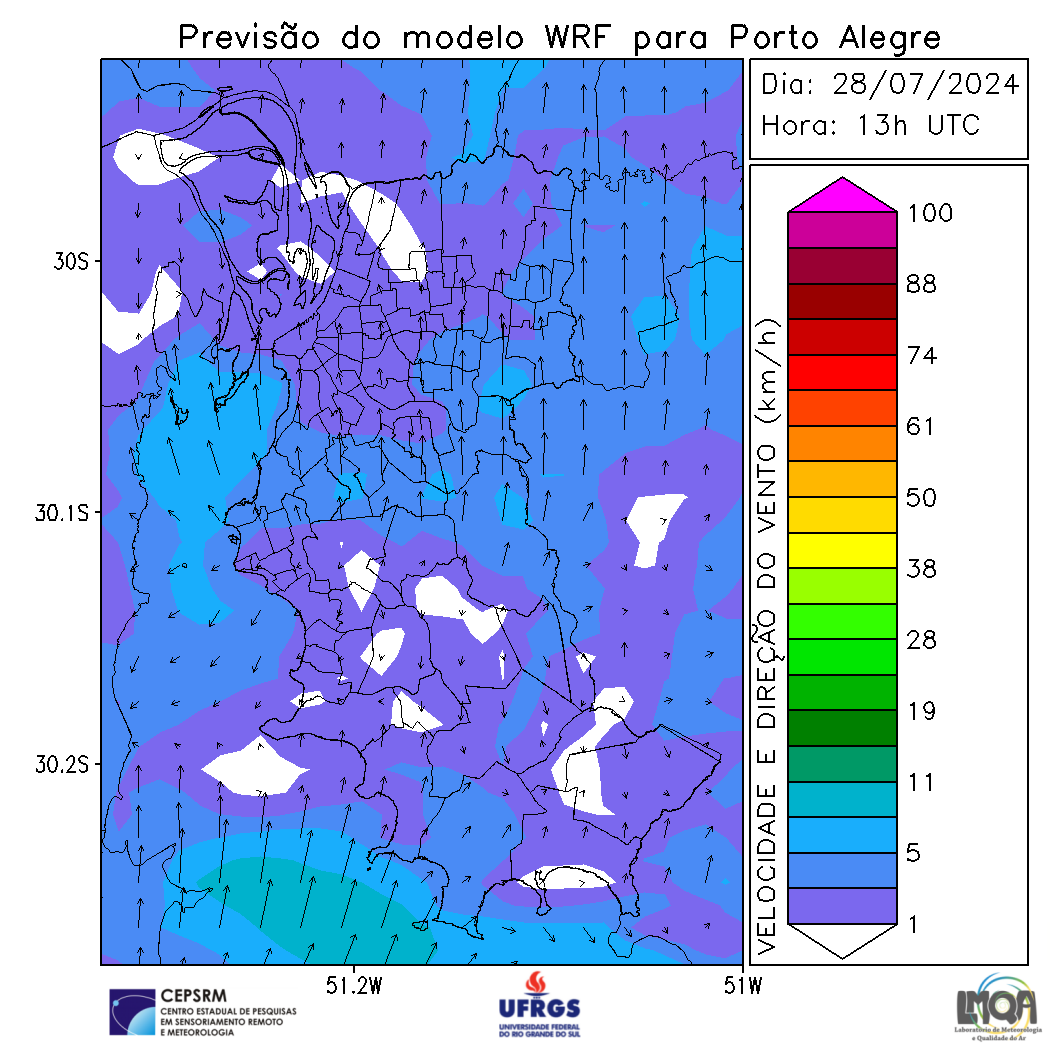 Previsão do modelo WRF para Porto Alegre
Dia: 28/07/2024
Hora: 13h UTC
30S
30.1S
30.2S
51.2W
51W
VELOCIDADE E DIREÇÃO DO VENTO (km/h)
100
88
74
61
50
38
28
19
11
5
1
CEPSRM
CENTRO ESTADUAL DE PESQUISAS
EM SENSORIAMENTO REMOTO
E METEOROLOGIA
UFRGS
UNIVERSIDADE FEDERAL
DO RIO GRANDE DO SUL
LMQA
Laboratório de Meteorologia
e Qualidade do Ar